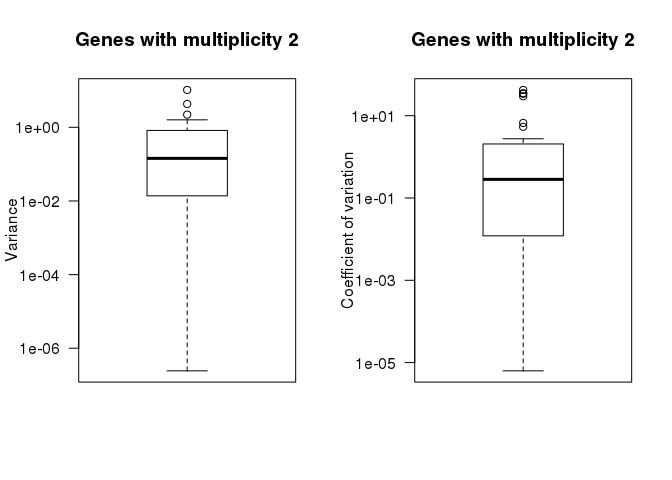 Genes with multiplicity 2
Variance
1e+00
1e-02
1e-04
1e-06
Genes with multiplicity 2
Coefficient of variation
1e+01
1e-01
1e-03
1e-05